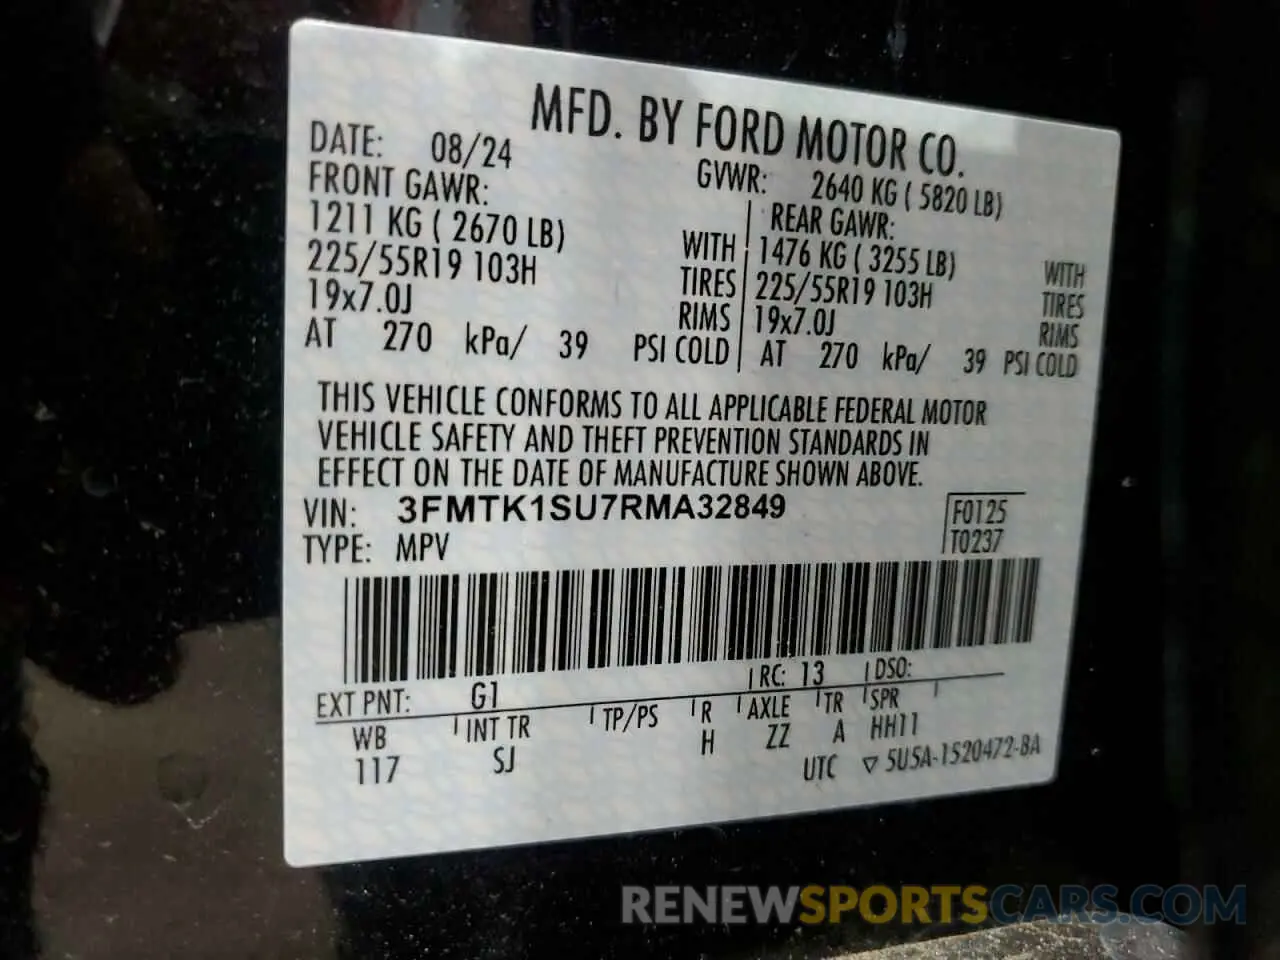 MFD. BY FORD MOTOR CO.
DATE: 08/24 GVWR: 2640 KG ( 5820 LB)
FRONT GAWR: REAR GAWR:
1211 KG ( 2670 LB) WITH 1476 KG ( 3255 LB) WITH
225/55R19 103H TIRES 225/55R19 103H TIRES
19x7.0J RIMS 19x7.0J RIMS
AT 270 kPa/ 39 PSI COLD AT 270 kPa/ 39 PSI COLD
THIS VEHICLE CONFORMS TO ALL APPLICABLE FEDERAL MOTOR
VEHICLE SAFETY AND THEFT PREVENTION STANDARDS IN
EFFECT ON THE DATE OF MANUFACTURE SHOWN ABOVE.
VIN: 3FMTK1SU7RMA32849 F0125
TYPE: MPV T0237
EXT PNT: G1 RC: 13 DSO:
WB INT TR TP/PS R AXLE TR SPR
117 SJ H ZZ A HH11
UTC ▽ 5U5A-1520472-BA
RENEWSPORTSCARS.COM